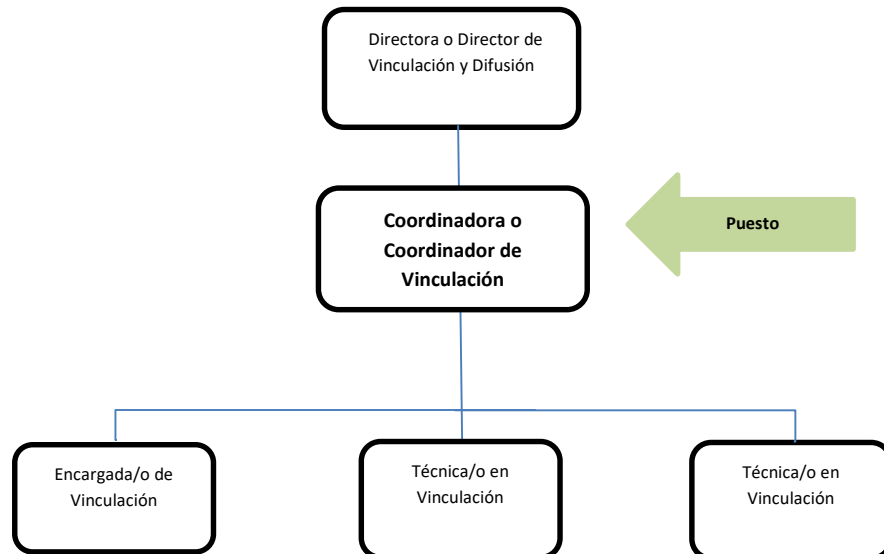 Directora o Director de
Vinculación y Difusión
Coordinadora o
Coordinador de
Vinculación
Puesto
Encargada/o de
Vinculación
Técnica/o en
Vinculación
Técnica/o en
Vinculación